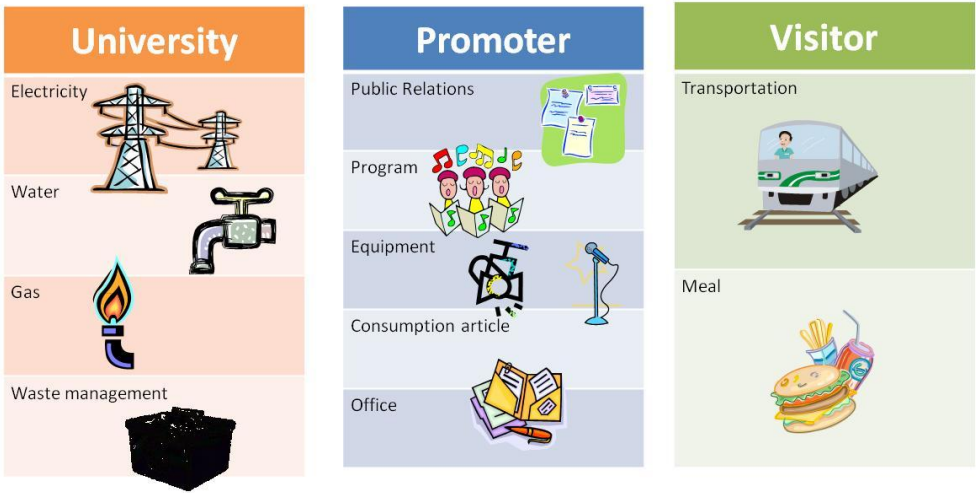 University
Electricity
Water
Gas
Waste management
Promoter
Public Relations
Program
Equipment
Consumption article
Office
Visitor
Transportation
Meal